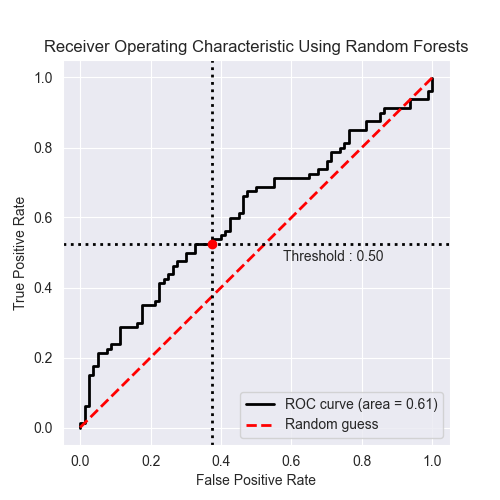 Receiver Operating Characteristic Using Random Forests
1.0
0.8
0.6
0.4
0.2
0.0
True Positive Rate
Threshold : 0.50
ROC curve (area = 0.61)
Random guess
0.0 0.2 0.4 0.6 0.8 1.0
False Positive Rate